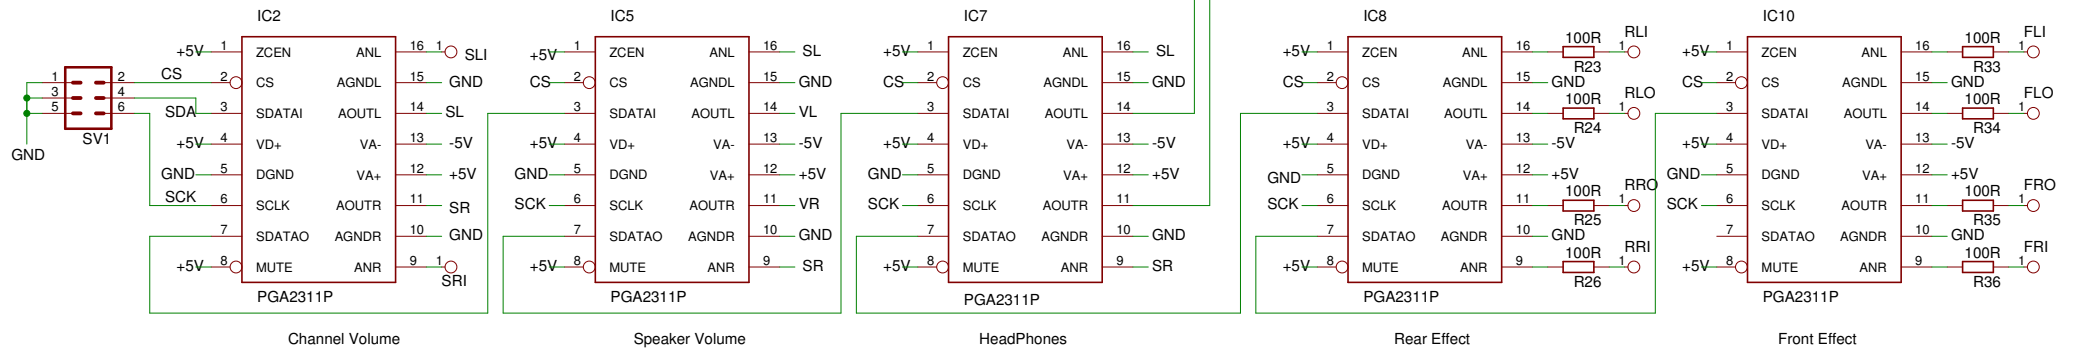 IC2 IC5 IC7 IC8 IC10
+5V 1 ZCEN ANL 16 1 SLI +5V 1 ZCEN ANL 16 SL +5V 1 ZCEN ANL 16 SL +5V 1 ZCEN ANL 16 100R R23 1 RLI +5V 1 ZCEN ANL 16 100R R33 1 FLI
1 2 CS 2 CS AGNDL 15 GND CS 2 CS AGNDL 15 GND CS 2 CS AGNDL 15 GND CS 2 CS AGNDL 15 GND CS 2 CS AGNDL 15 GND
3 4
5 6 SDA 3 SDATAI AOUTL 14 SL 3 SDATAI AOUTL 14 VL 3 SDATAI AOUTL 14 3 SDATAI AOUTL 14 100R R24 1 RLO 3 SDATAI AOUTL 14 100R R34 1 FLO
SV1
GND
+5V 4 VD+ VA- 13 -5V +5V 4 VD+ VA- 13 -5V +5V 4 VD+ VA- 13 -5V +5V 4 VD+ VA- 13 -5V +5V 4 VD+ VA- 13 -5V
GND 5 DGND VA+ 12 +5V GND 5 DGND VA+ 12 +5V GND 5 DGND VA+ 12 +5V GND 5 DGND VA+ 12 +5V GND 5 DGND VA+ 12 +5V
SCK 6 SCLK AOUTR 11 SR SCK 6 SCLK AOUTR 11 VR SCK 6 SCLK AOUTR 11 SCK 6 SCLK AOUTR 11 100R R25 1 RRO SCK 6 SCLK AOUTR 11 100R R35 1 FRO
7 SDATAO AGNDR 10 GND 7 SDATAO AGNDR 10 GND 7 SDATAO AGNDR 10 GND 7 SDATAO AGNDR 10 GND 7 SDATAO AGNDR 10 GND
+5V 8 MUTE ANR 9 1 SRI +5V 8 MUTE ANR 9 SR +5V 8 MUTE ANR 9 SR +5V 8 MUTE ANR 9 100R R26 1 RRI +5V 8 MUTE ANR 9 100R R36 1 FRI
PGA2311P PGA2311P PGA2311P PGA2311P PGA2311P
Channel Volume Speaker Volume HeadPhones Rear Effect Front Effect